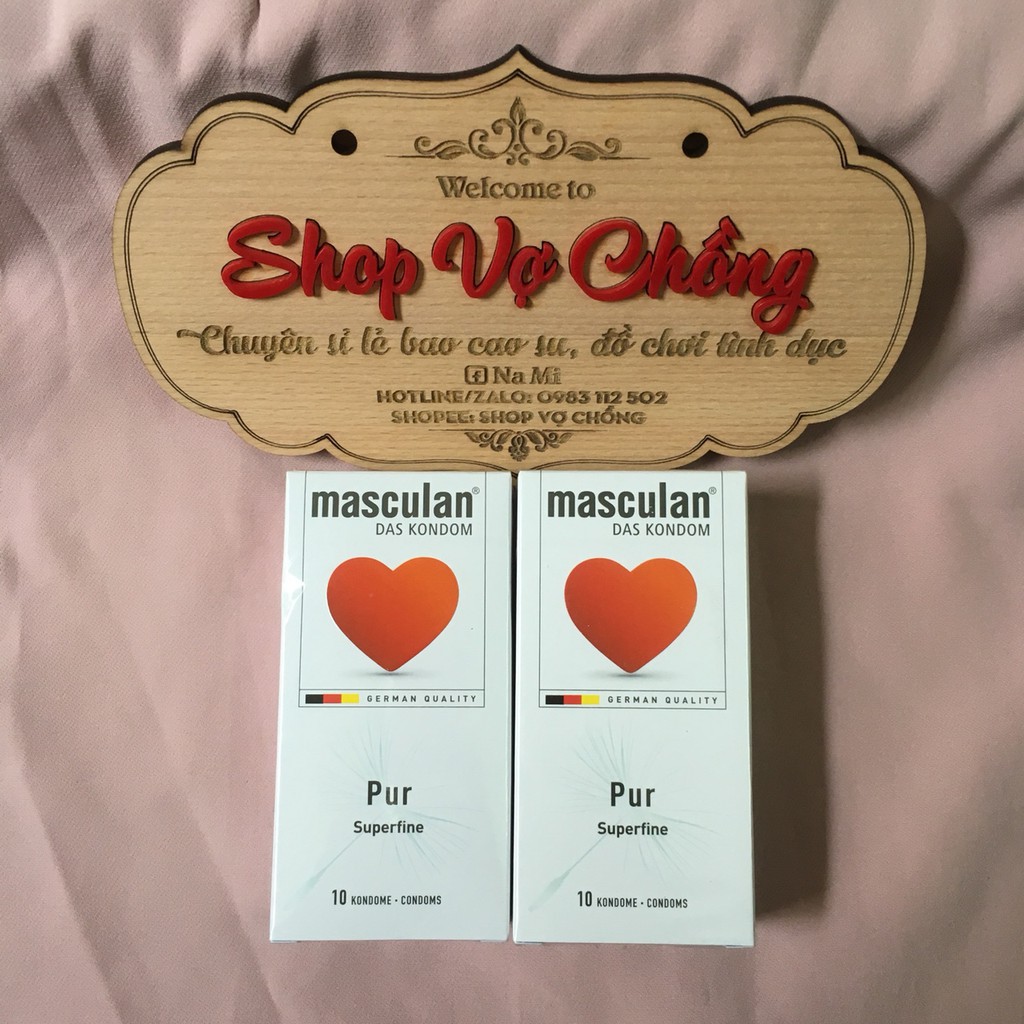 Welcome to
Shop Vợ Chồng
Chuyên sỉ lẻ bao cao su, đồ chơi tình dục
Na Mi
HOTLINE/ZALO: 0983 112 502
SHOPEE: SHOP VỢ CHỒNG
masculan®
DAS KONDOM
GERMAN QUALITY
Pur
Superfine
10 KONDOME · CONDOMS
masculan®
DAS KONDOM
GERMAN QUALITY
Pur
Superfine
10 KONDOME · CONDOMS